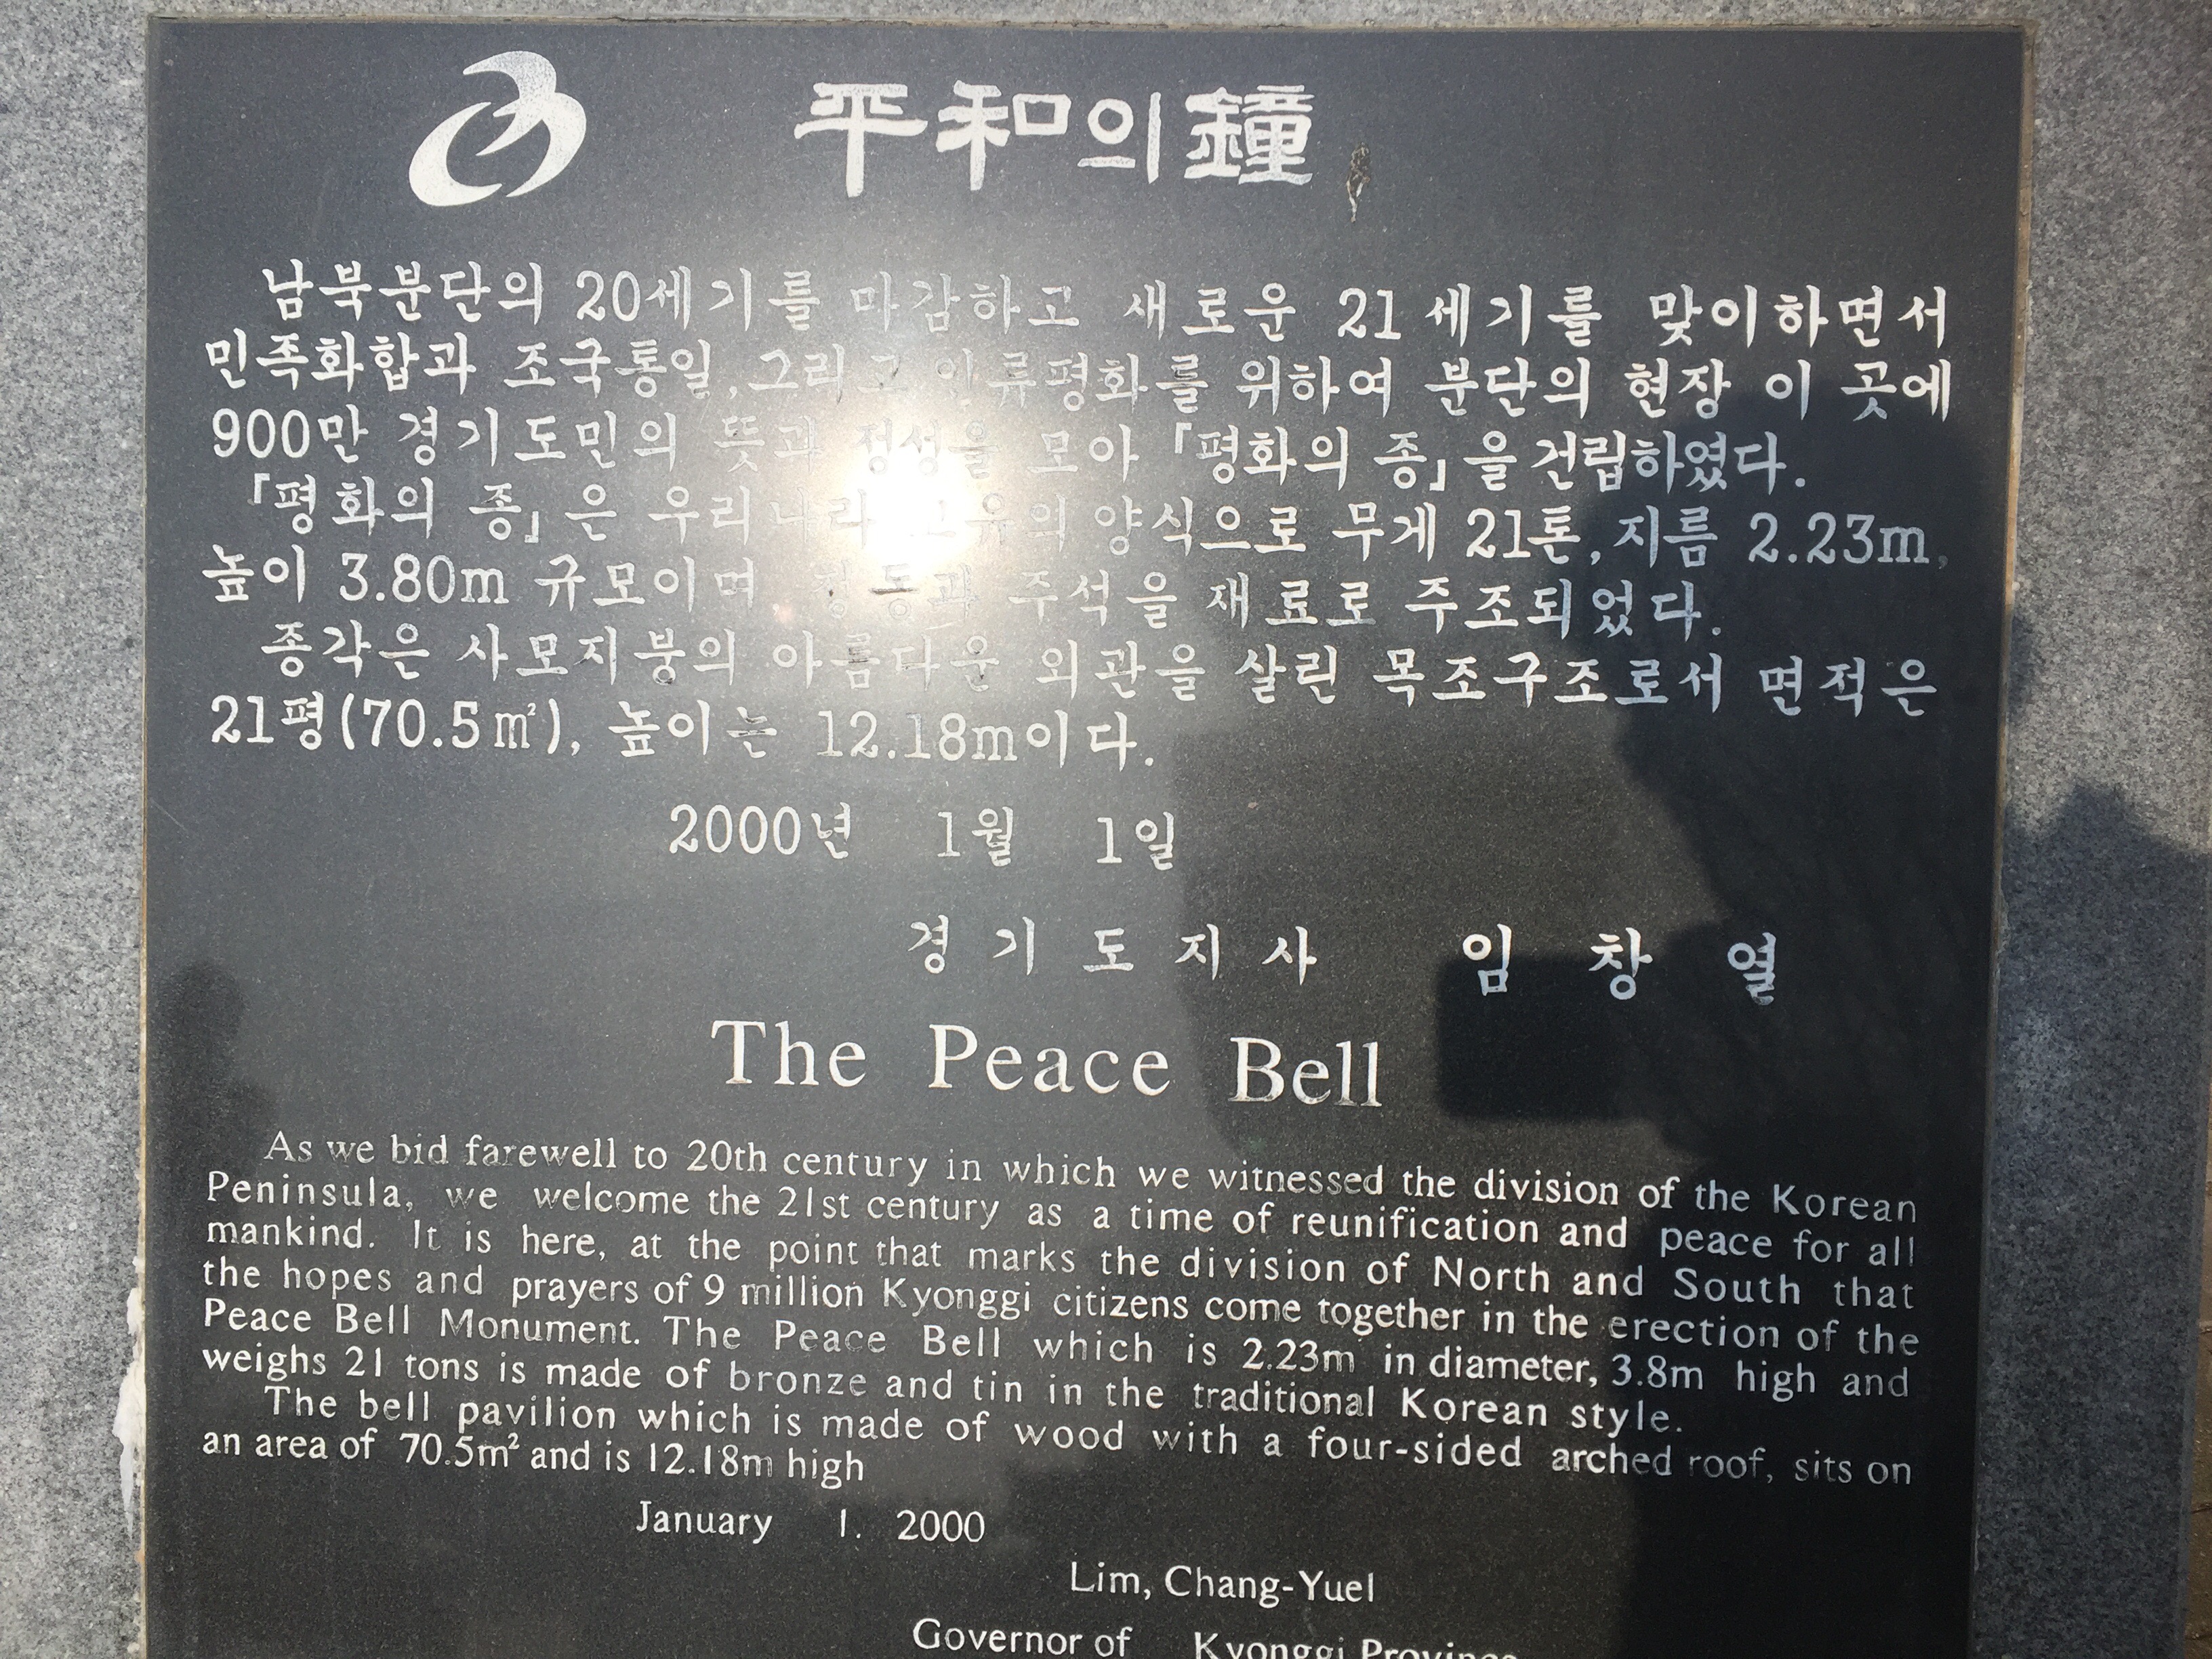 平和의鐘
남북분단의 20세기를 마감하고 새로운 21세기를 맞이하면서
민족화합과 조국통일,그리고 인류평화를 위하여 분단의 현장 이 곳에
900만 경기도민의 뜻과 정성을 모아 「평화의 종」을건립하였다.
「평화의 종」은 우리나라 고유의 양식으로 무게 21톤,지름 2.23m,
높이 3.80m 규모이며 청동과 주석을 재료로 주조되었다.
종각은 사모지붕의 아름다운 외관을 살린 목조구조로서 면적은
21평(70.5㎡), 높이는 12.18m이다.
2000년 1월 1일
경기도지사 임창열
The Peace Bell
As we bid farewell to 20th century in which we witnessed the division of the Korean
Peninsula, we welcome the 21st century as a time of reunification and peace for all
mankind. It is here, at the point that marks the division of North and South that
the hopes and prayers of 9 million Kyonggi citizens come together in the erection of the
Peace Bell Monument. The Peace Bell which is 2.23m in diameter, 3.8m high and
weighs 21 tons is made of bronze and tin in the traditional Korean style.
The bell pavilion which is made of wood with a four-sided arched roof, sits on
an area of 70.5m² and is 12.18m high
January 1. 2000
Lim, Chang-Yuel
Governor of Kyonggi Province